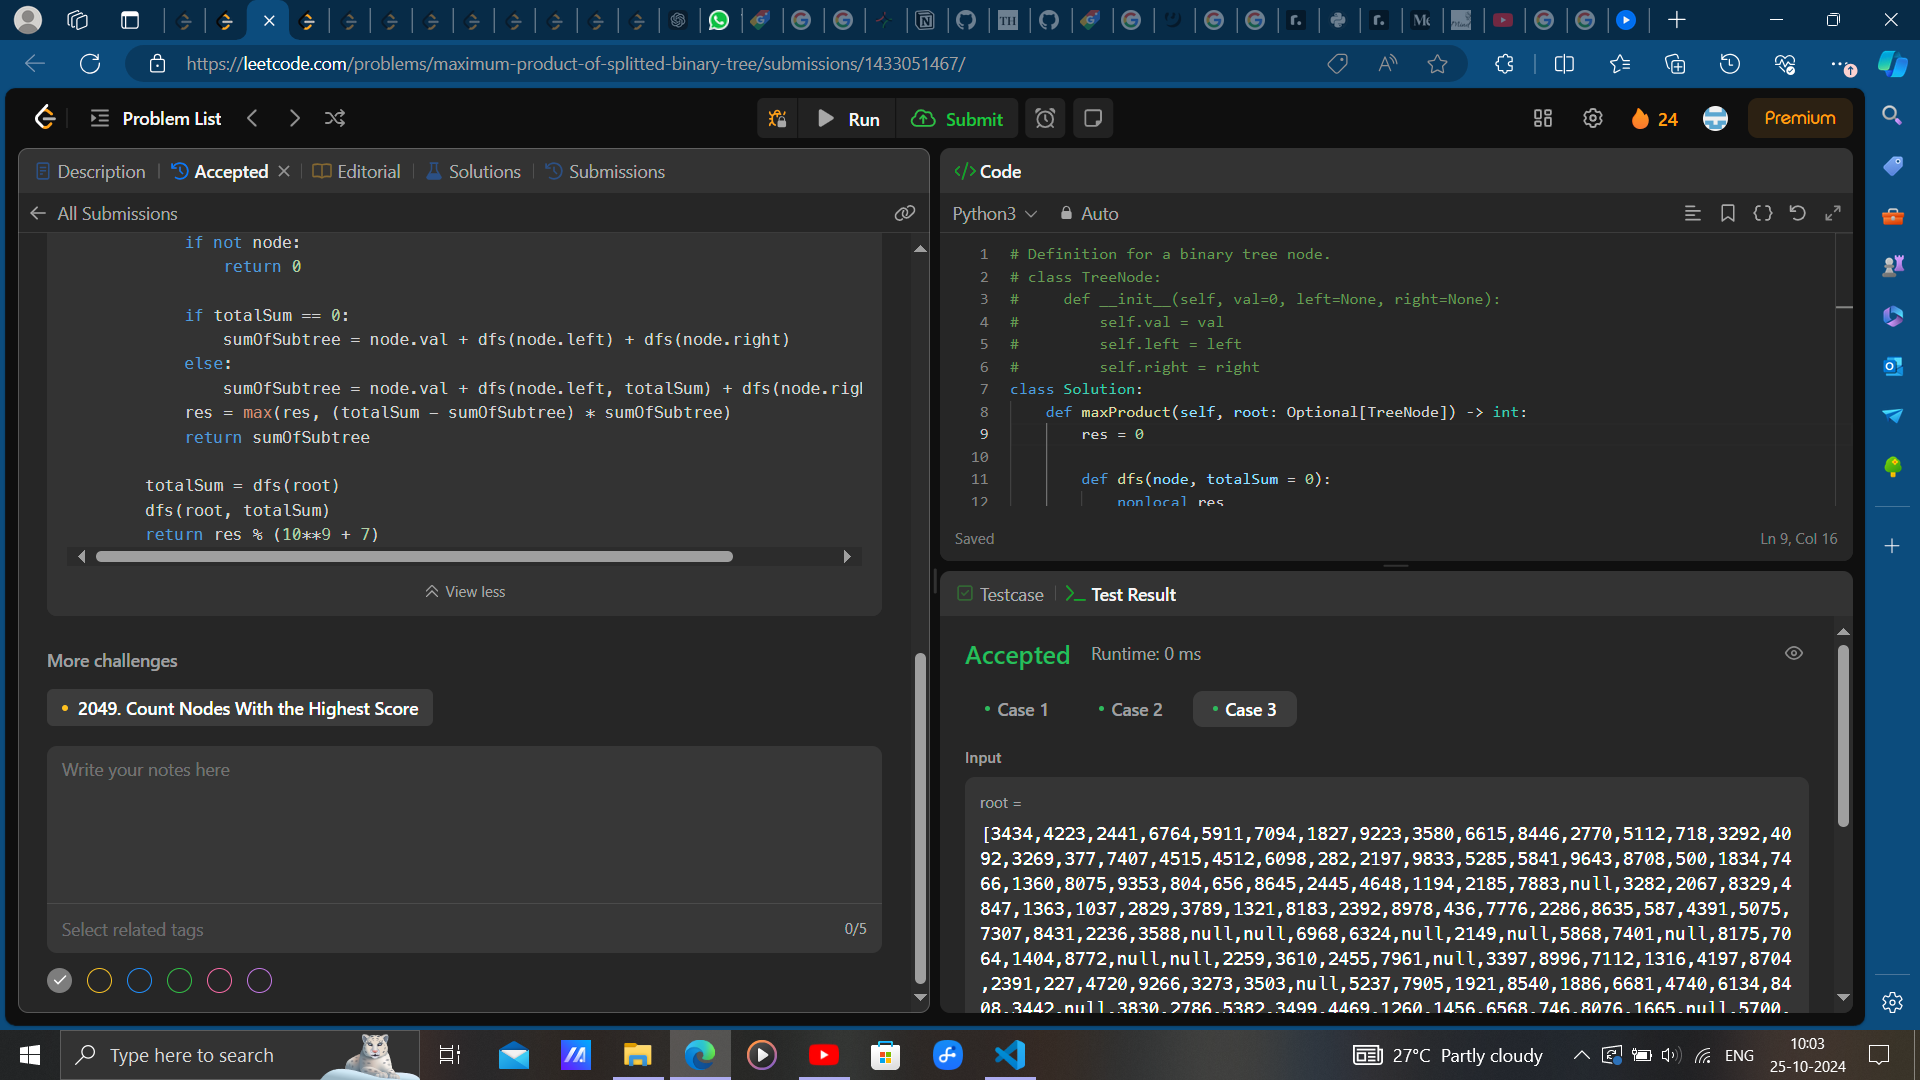 https://leetcode.com/problems/maximum-product-of-splitted-binary-tree/submissions/1433051467/
Problem List
Run
Submit
24
Premium
Description
Accepted
Editorial
Solutions
Submissions
All Submissions
if not node:
return 0
if totalSum == 0:
sumOfSubtree = node.val + dfs(node.left) + dfs(node.right)
else:
sumOfSubtree = node.val + dfs(node.left, totalSum) + dfs(node.righ
res = max(res, (totalSum - sumOfSubtree) * sumOfSubtree)
return sumOfSubtree
totalSum = dfs(root)
dfs(root, totalSum)
return res % (10**9 + 7)
View less
More challenges
2049. Count Nodes With the Highest Score
Write your notes here
Select related tags
0/5
</> Code
Python3
Auto
1 # Definition for a binary tree node.
2 # class TreeNode:
3 #     def __init__(self, val=0, left=None, right=None):
4 #         self.val = val
5 #         self.left = left
6 #         self.right = right
7 class Solution:
8     def maxProduct(self, root: Optional[TreeNode]) -> int:
9         res = 0
10
11         def dfs(node, totalSum = 0):
12             nonlocal res
Saved
Ln 9, Col 16
Testcase
Test Result
Accepted
Runtime: 0 ms
Case 1
Case 2
Case 3
Input
root =
[3434,4223,2441,6764,5911,7094,1827,9223,3580,6615,8446,2770,5112,718,3292,40
92,3269,377,7407,4515,4512,6098,282,2197,9833,5285,5841,9643,8708,500,1834,74
66,1360,8075,9353,804,656,8645,2445,4648,1194,2185,7883,null,3282,2067,8329,4
847,1363,1037,2829,3789,1321,8183,2392,8978,436,7776,2286,8635,587,4391,5075,
7307,8431,2236,3588,null,null,6968,6324,null,2149,null,5868,7401,null,8175,70
64,1404,8772,null,null,2259,3610,2455,7961,null,3397,8996,7112,1316,4197,8704
,2391,227,4720,9266,3273,3503,null,5237,7905,1921,8540,1886,6681,4740,6134,84
08,3442,null,3830,2786,5382,3499,4469,1260,1456,6568,746,8076,1665,null,5700,
Type here to search
27°C Partly cloudy
ENG
10:03
25-10-2024